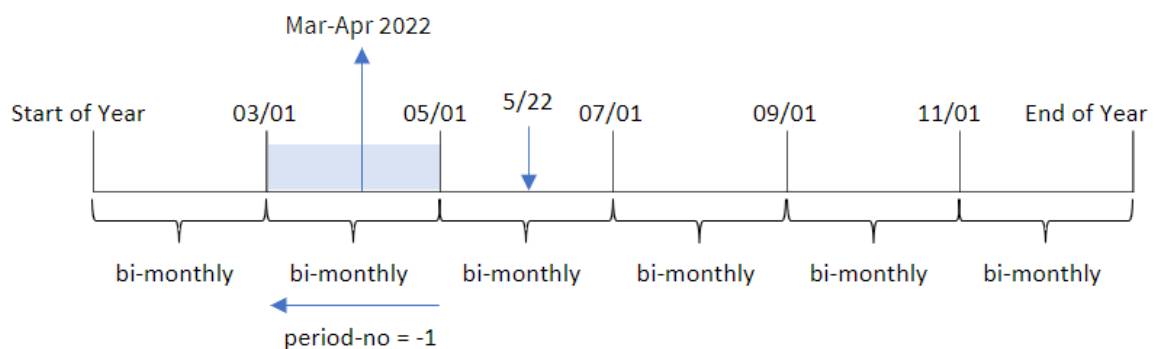 Mar-Apr 2022
Start of Year
03/01
05/01
5/22
07/01
09/01
11/01
End of Year
bi-monthly
bi-monthly
bi-monthly
bi-monthly
bi-monthly
bi-monthly
period-no = -1